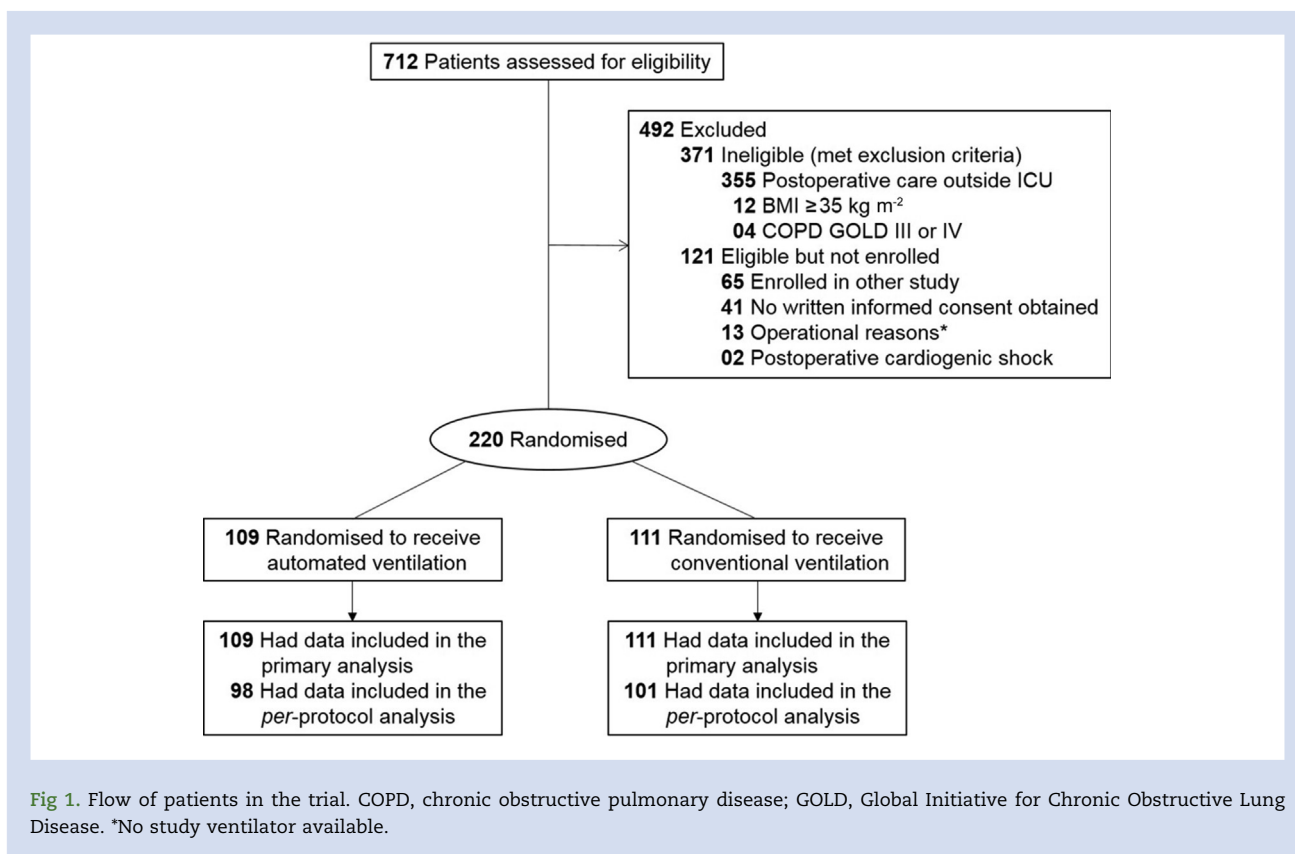 712 Patients assessed for eligibility
492 Excluded
371 Ineligible (met exclusion criteria)
355 Postoperative care outside ICU
12 BMI ≥35 kg m-2
04 COPD GOLD III or IV
121 Eligible but not enrolled
65 Enrolled in other study
41 No written informed consent obtained
13 Operational reasons*
02 Postoperative cardiogenic shock
220 Randomised
109 Randomised to receive
automated ventilation
111 Randomised to receive
conventional ventilation
109 Had data included in the
primary analysis
98 Had data included in the
per-protocol analysis
111 Had data included in the
primary analysis
101 Had data included in the
per-protocol analysis
Fig 1. Flow of patients in the trial. COPD, chronic obstructive pulmonary disease; GOLD, Global Initiative for Chronic Obstructive Lung
Disease. *No study ventilator available.